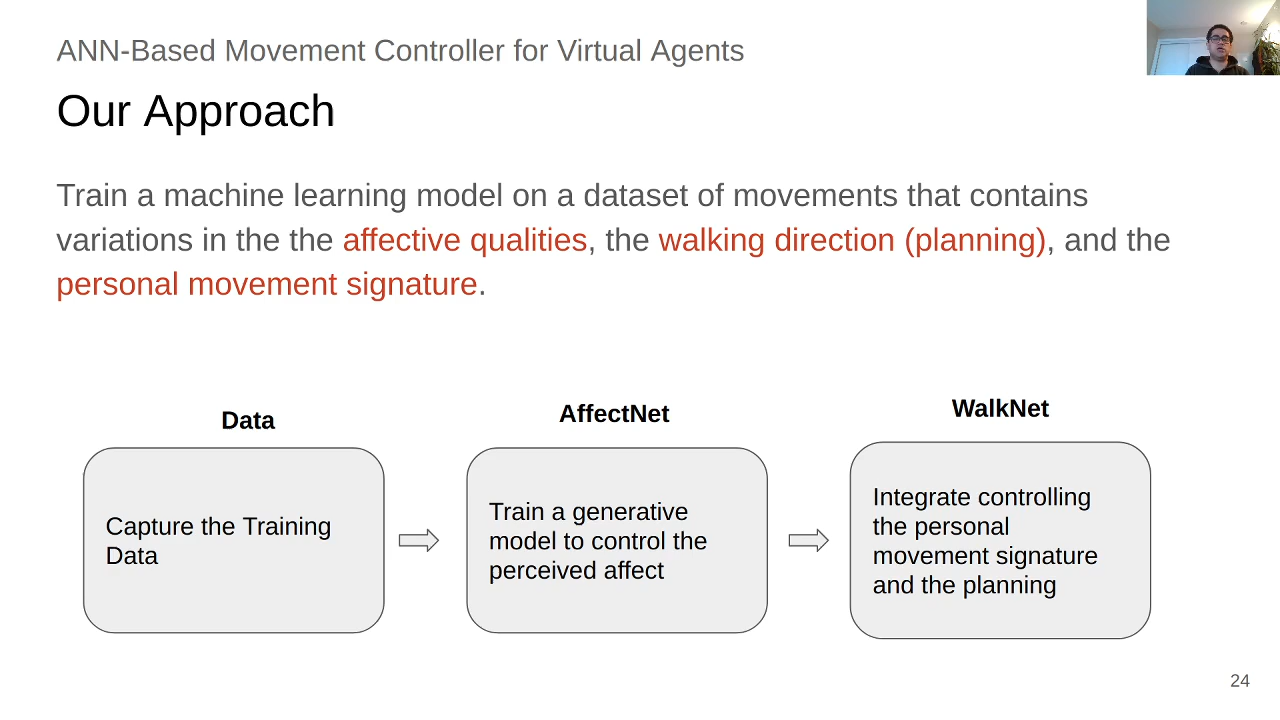 ANN-Based Movement Controller for Virtual Agents
Our Approach
Train a machine learning model on a dataset of movements that contains
variations in the the affective qualities, the walking direction (planning), and the
personal movement signature.
Data
Capture the Training
Data
AffectNet
Train a generative
model to control the
perceived affect
WalkNet
Integrate controlling
the personal
movement signature
and the planning
24